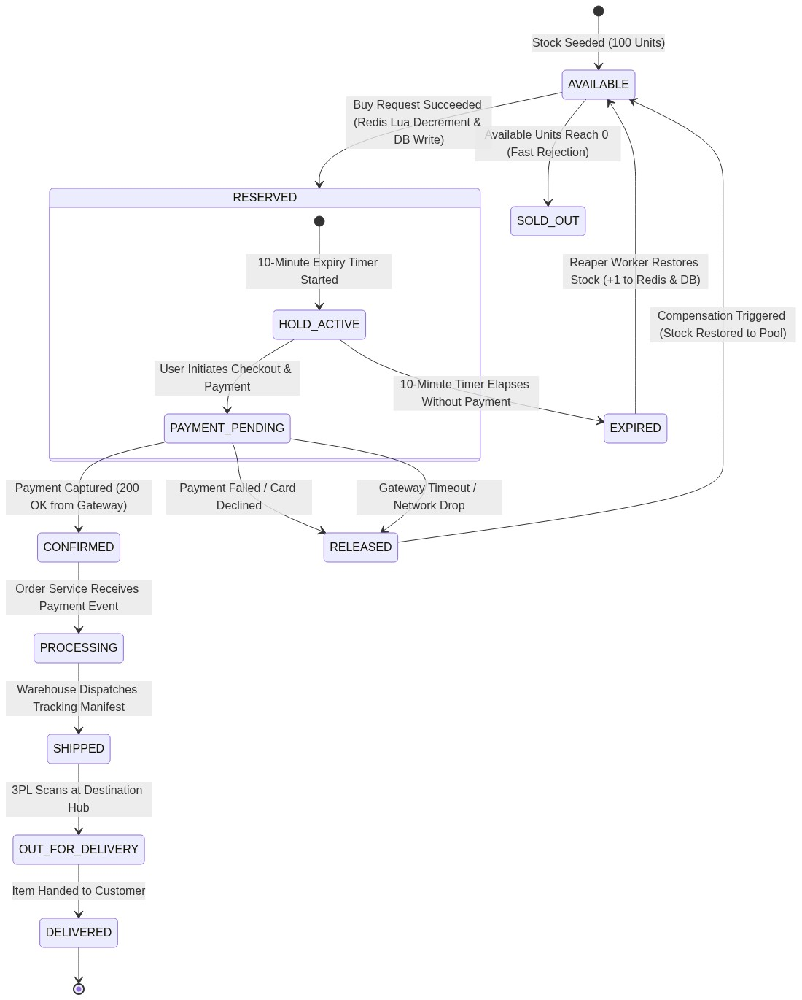 Stock Seeded (100 Units)
AVAILABLE
Buy Request Succeeded
(Redis Lua Decrement &
DB Write)
Available Units Reach 0
(Fast Rejection)
RESERVED
SOLD_OUT
10-Minute Expiry Timer
Started
Reaper Worker Restores
Stock (+1 to Redis & DB)
Compensation Triggered
(Stock Restored to Pool)
HOLD_ACTIVE
User Initiates Checkout &
Payment
10-Minute Timer Elapses
Without Payment
PAYMENT_PENDING
EXPIRED
Payment Captured (200
OK from Gateway)
Payment Failed / Card
Declined
Gateway Timeout /
Network Drop
CONFIRMED
RELEASED
Order Service Receives
Payment Event
PROCESSING
Warehouse Dispatches
Tracking Manifest
SHIPPED
3PL Scans at Destination
Hub
OUT_FOR_DELIVERY
Item Handed to Customer
DELIVERED